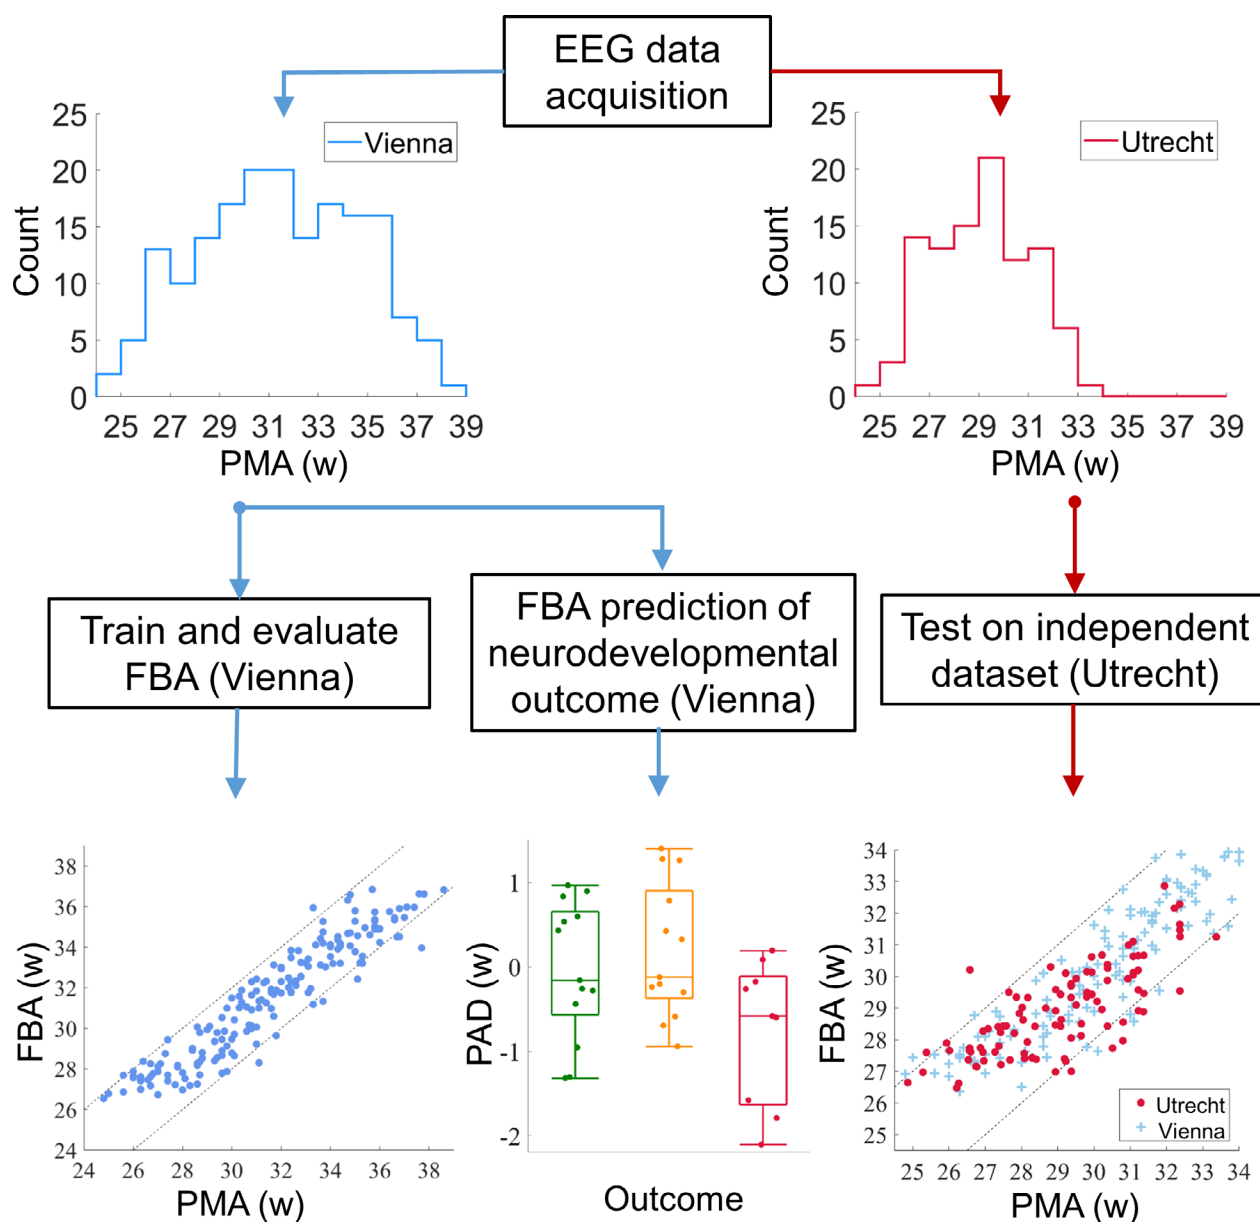 EEG data
acquisition
25
20
15
10
5
0
Count
Vienna
25 27 29 31 33 35 37 39
PMA (w)
25
20
15
10
5
0
Count
Utrecht
25 27 29 31 33 35 37 39
PMA (w)
Train and evaluate
FBA (Vienna)
FBA prediction of
neurodevelopmental
outcome (Vienna)
Test on independent
dataset (Utrecht)
38
36
34
32
30
28
26
24
FBA (w)
24 26 28 30 32 34 36 38
PMA (w)
1
0
-1
-2
PAD (w)
Outcome
34
33
32
31
30
29
28
27
26
25
FBA (w)
Utrecht
Vienna
25 26 27 28 29 30 31 32 33 34
PMA (w)